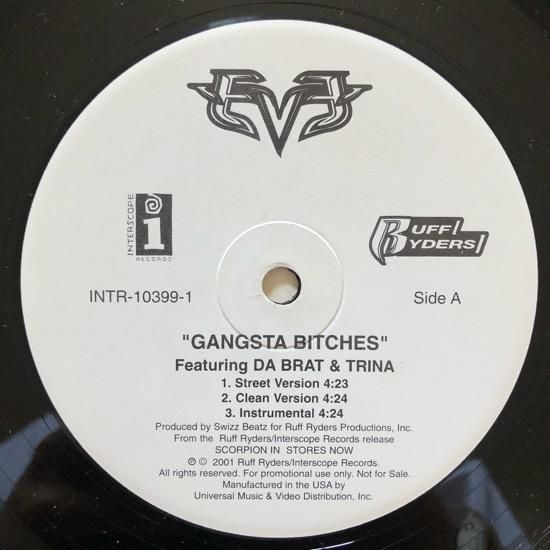 EVE
INTERSCOPE
i
RECORDS
RUFF
RYDERS!
INTR-10399-1
Side A
"GANGSTA BITCHES"
Featuring DA BRAT & TRINA
1. Street Version 4:23
2. Clean Version 4:24
3. Instrumental 4:24
Produced by Swizz Beatz for Ruff Ryders Productions, Inc.
From the Ruff Ryders/Interscope Records release
SCORPION IN STORES NOW
℗ © 2001 Ruff Ryders/Interscope Records.
All rights reserved. For promotional use only. Not for Sale.
Manufactured in the USA by
Universal Music & Video Distribution, Inc.